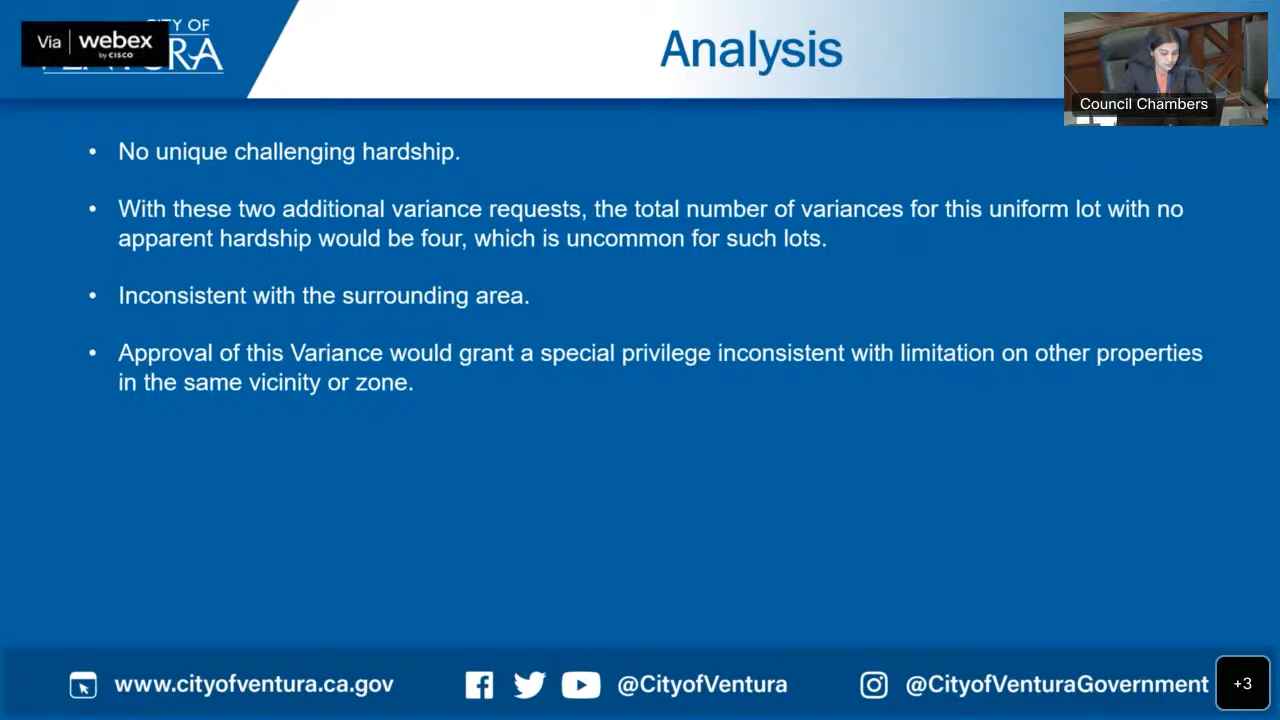 Via webex
by CISCO
CITY OF
VENTURA
Analysis
Council Chambers
• No unique challenging hardship.
• With these two additional variance requests, the total number of variances for this uniform lot with no
apparent hardship would be four, which is uncommon for such lots.
• Inconsistent with the surrounding area.
• Approval of this Variance would grant a special privilege inconsistent with limitation on other properties
in the same vicinity or zone.
www.cityofventura.ca.gov
@CityofVentura
@CityofVenturaGovernment
+3